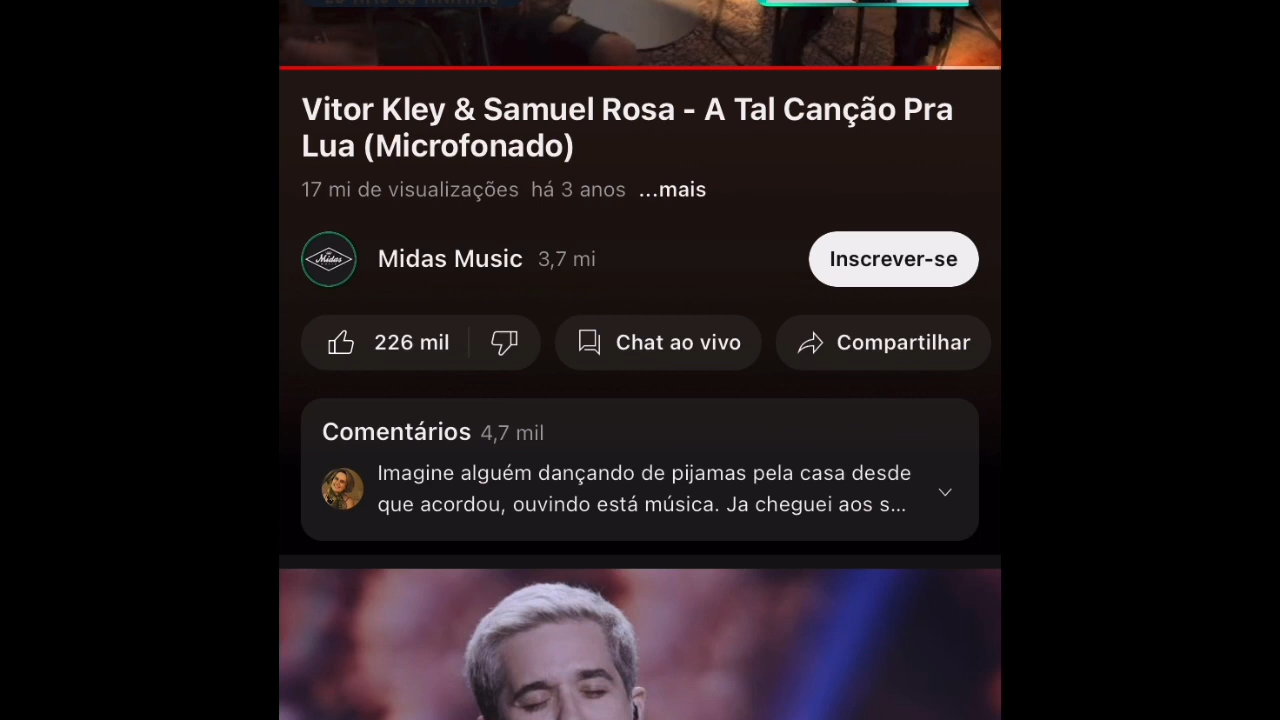 Vitor Kley & Samuel Rosa - A Tal Canção Pra
Lua (Microfonado)
17 mi de visualizações há 3 anos ...mais
Midas
Midas Music 3,7 mi
Inscrever-se
226 mil
Chat ao vivo
Compartilhar
Comentários 4,7 mil
Imagine alguém dançando de pijamas pela casa desde
que acordou, ouvindo está música. Ja cheguei aos s...